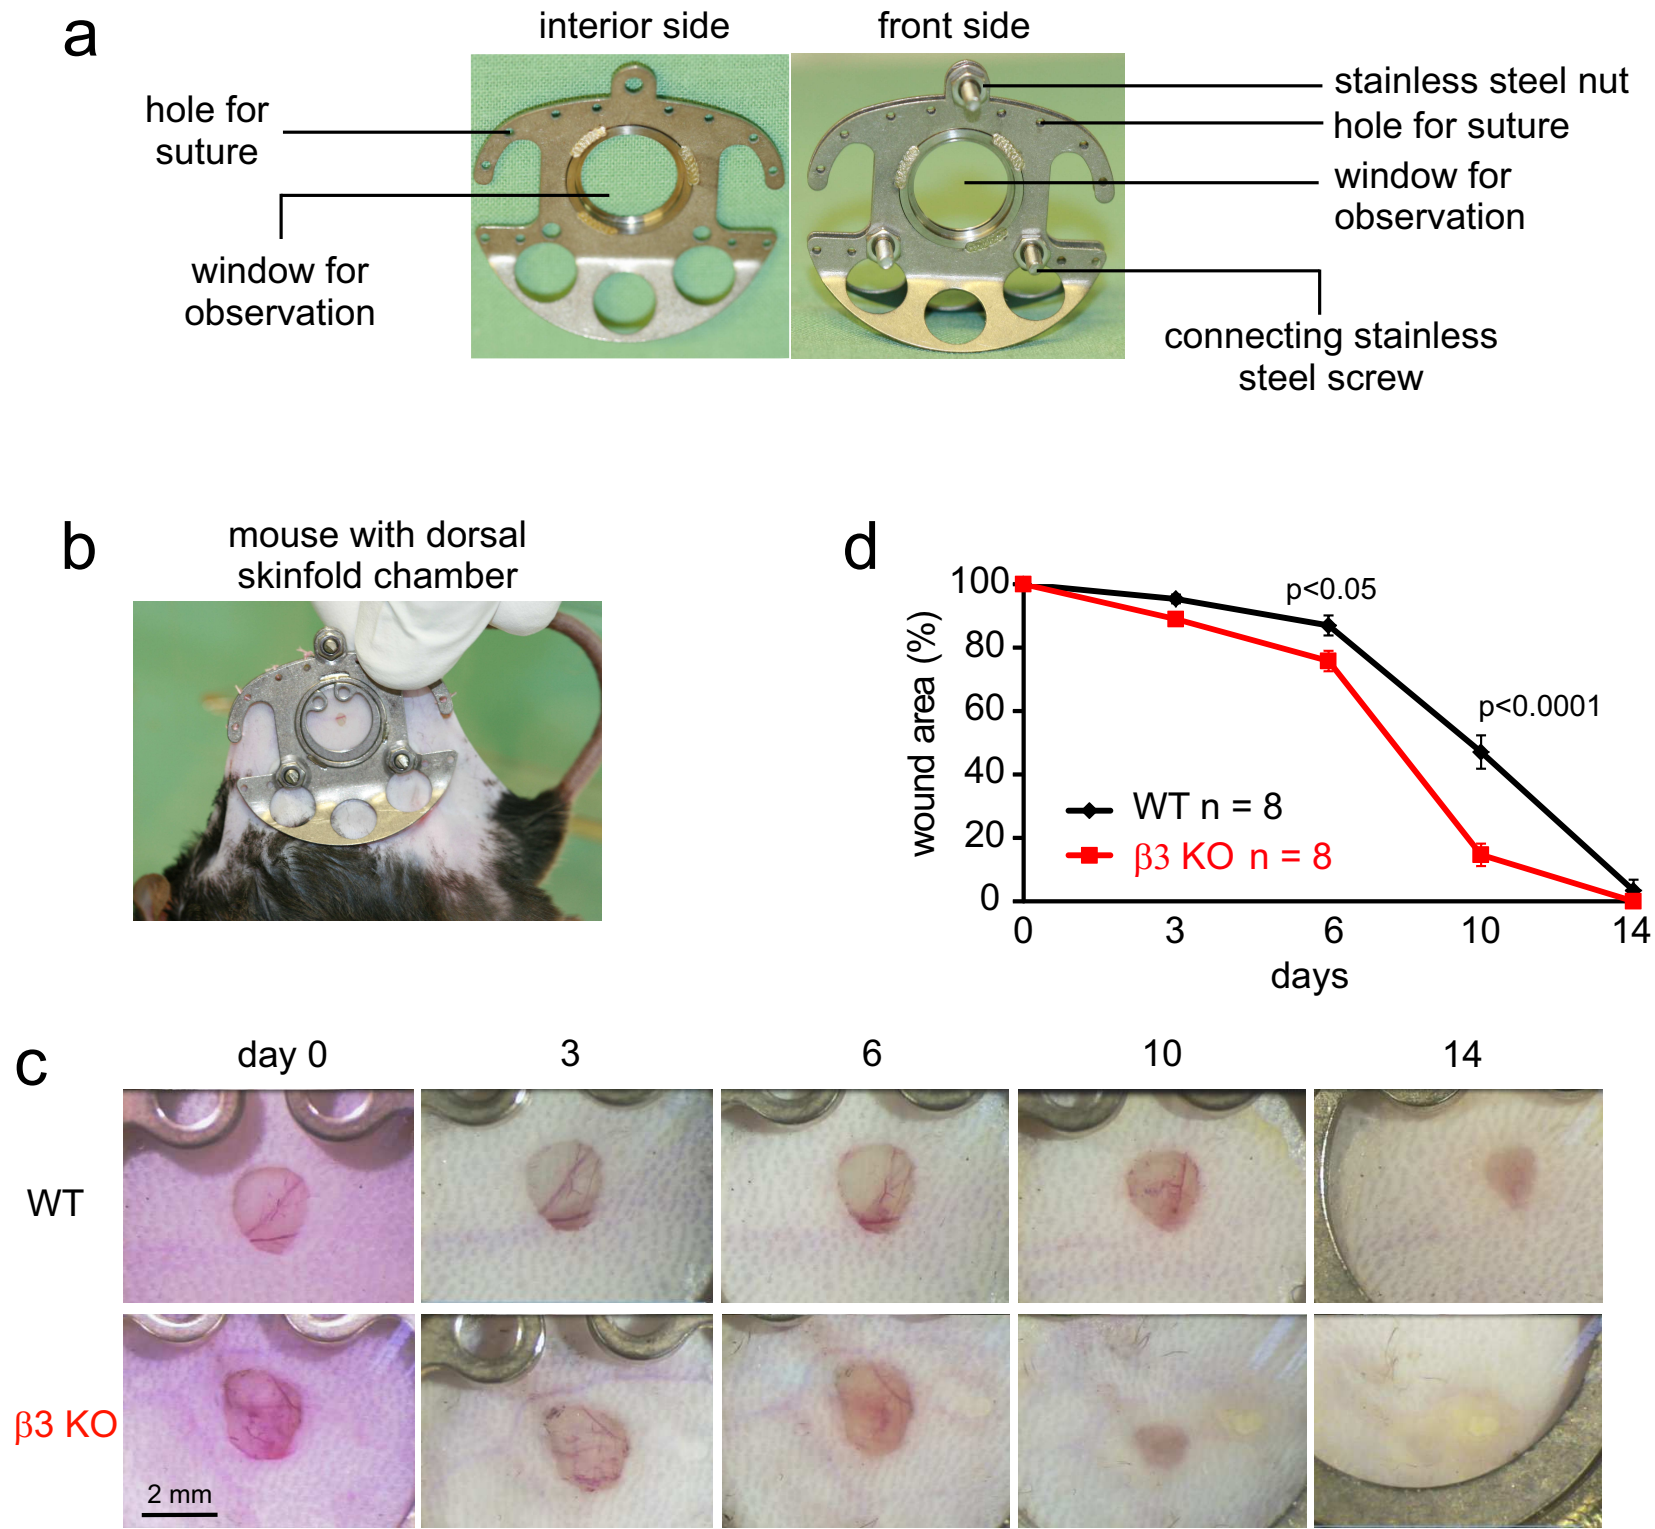 a
interior side
front side
hole for
suture
window for
observation
stainless steel nut
hole for suture
window for
observation
connecting stainless
steel screw
b
mouse with dorsal
skinfold chamber
d
100
80
60
40
20
0
wound area (%)
p<0.05
p<0.0001
WT n = 8
β3 KO n = 8
0 3 6 10 14
days
c
day 0 3 6 10 14
WT
β3 KO
2 mm